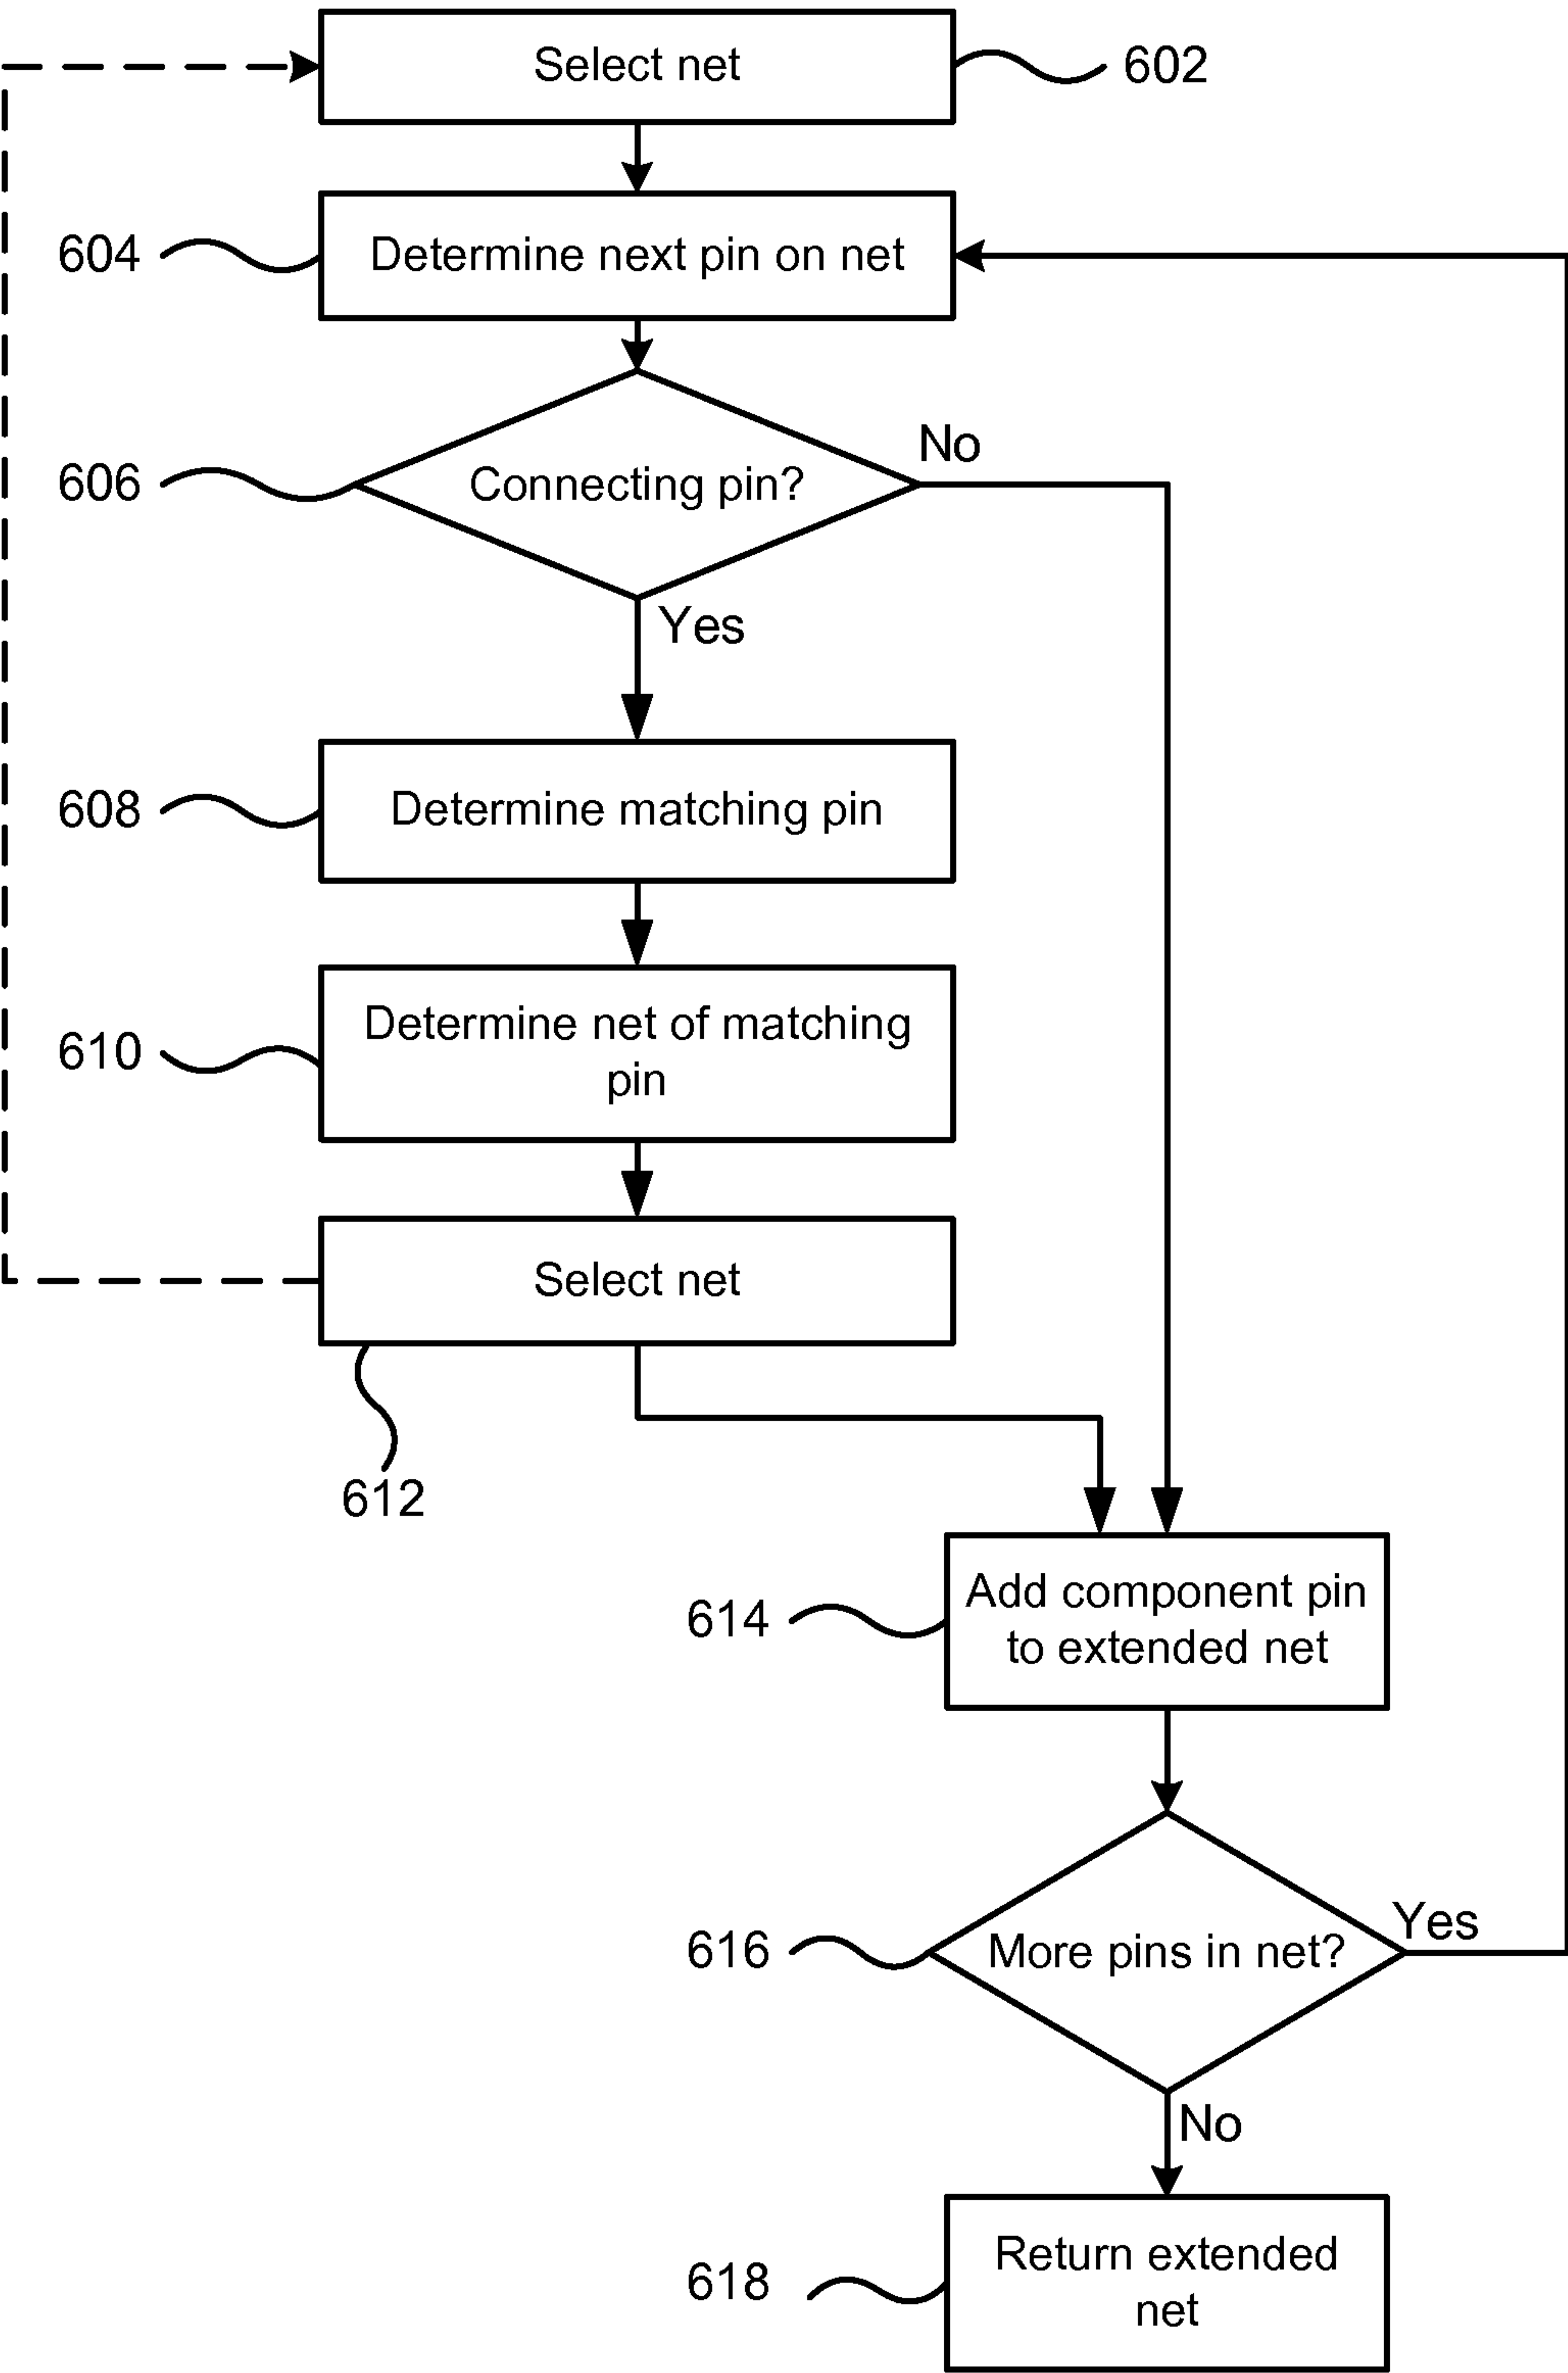 Select net
602
604
Determine next pin on net
No
606
Connecting pin?
Yes
608
Determine matching pin
610
Determine net of matching
pin
Select net
612
614
Add component pin
to extended net
Yes
616
More pins in net?
No
618
Return extended
net